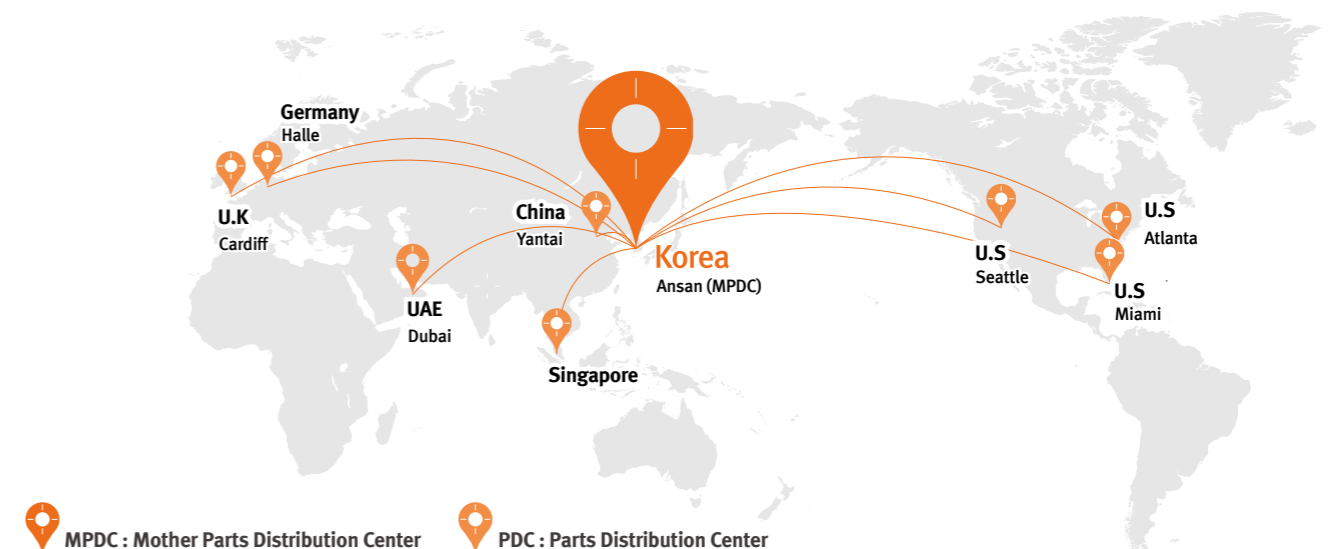 Germany
Halle
U.K
Cardiff
China
Yantai
UAE
Dubai
Korea
Ansan (MPDC)
Singapore
U.S
Seattle
U.S
Atlanta
U.S
Miami
MPDC : Mother Parts Distribution Center
PDC : Parts Distribution Center